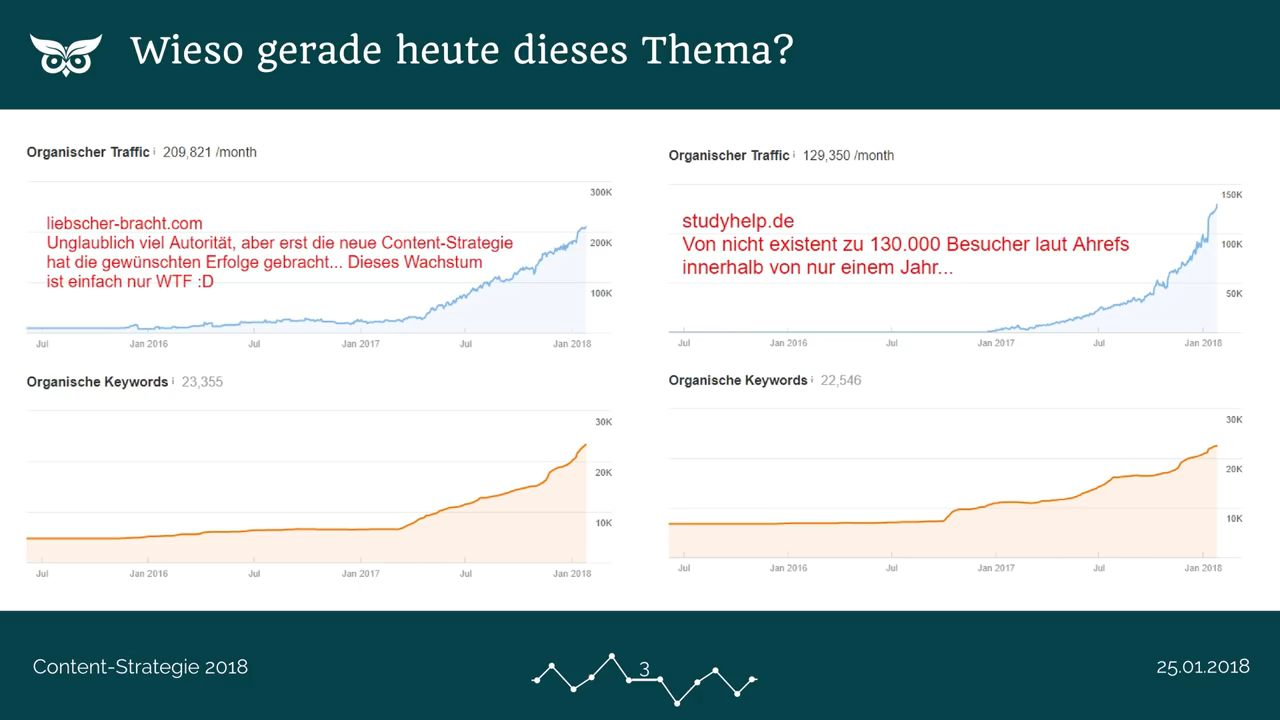 Wieso gerade heute dieses Thema?
Organischer Traffic i 209,821 /month
300K
liebscher-bracht.com
Unglaublich viel Autorität, aber erst die neue Content-Strategie
hat die gewünschten Erfolge gebracht... Dieses Wachstum
ist einfach nur WTF :D
200K
100K
Jul Jan 2016 Jul Jan 2017 Jul Jan 2018
Organische Keywords i 23,355
30K
20K
10K
Jul Jan 2016 Jul Jan 2017 Jul Jan 2018
Organischer Traffic i 129,350 /month
150K
studyhelp.de
Von nicht existent zu 130.000 Besucher laut Ahrefs
innerhalb von nur einem Jahr...
100K
50K
Jul Jan 2016 Jul Jan 2017 Jul Jan 2018
Organische Keywords i 22,546
30K
20K
10K
Jul Jan 2016 Jul Jan 2017 Jul Jan 2018
Content-Strategie 2018
3
25.01.2018